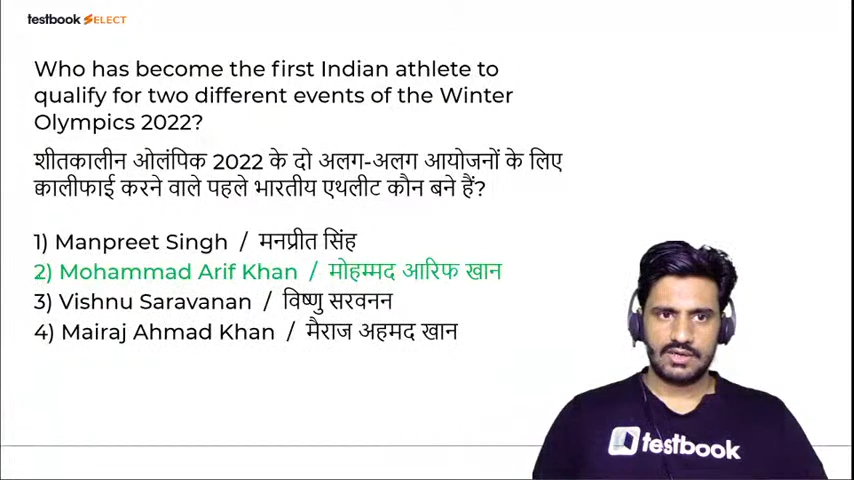 testbook SELECT
Who has become the first Indian athlete to
qualify for two different events of the Winter
Olympics 2022?
शीतकालीन ओलंपिक 2022 के दो अलग-अलग आयोजनों के लिए
क्वालीफाई करने वाले पहले भारतीय एथलीट कौन बने हैं?
1) Manpreet Singh / मनप्रीत सिंह
2) Mohammad Arif Khan / मोहम्मद आरिफ खान
3) Vishnu Saravanan / विष्णु सरवनन
4) Mairaj Ahmad Khan / मैराज अहमद खान
testbook